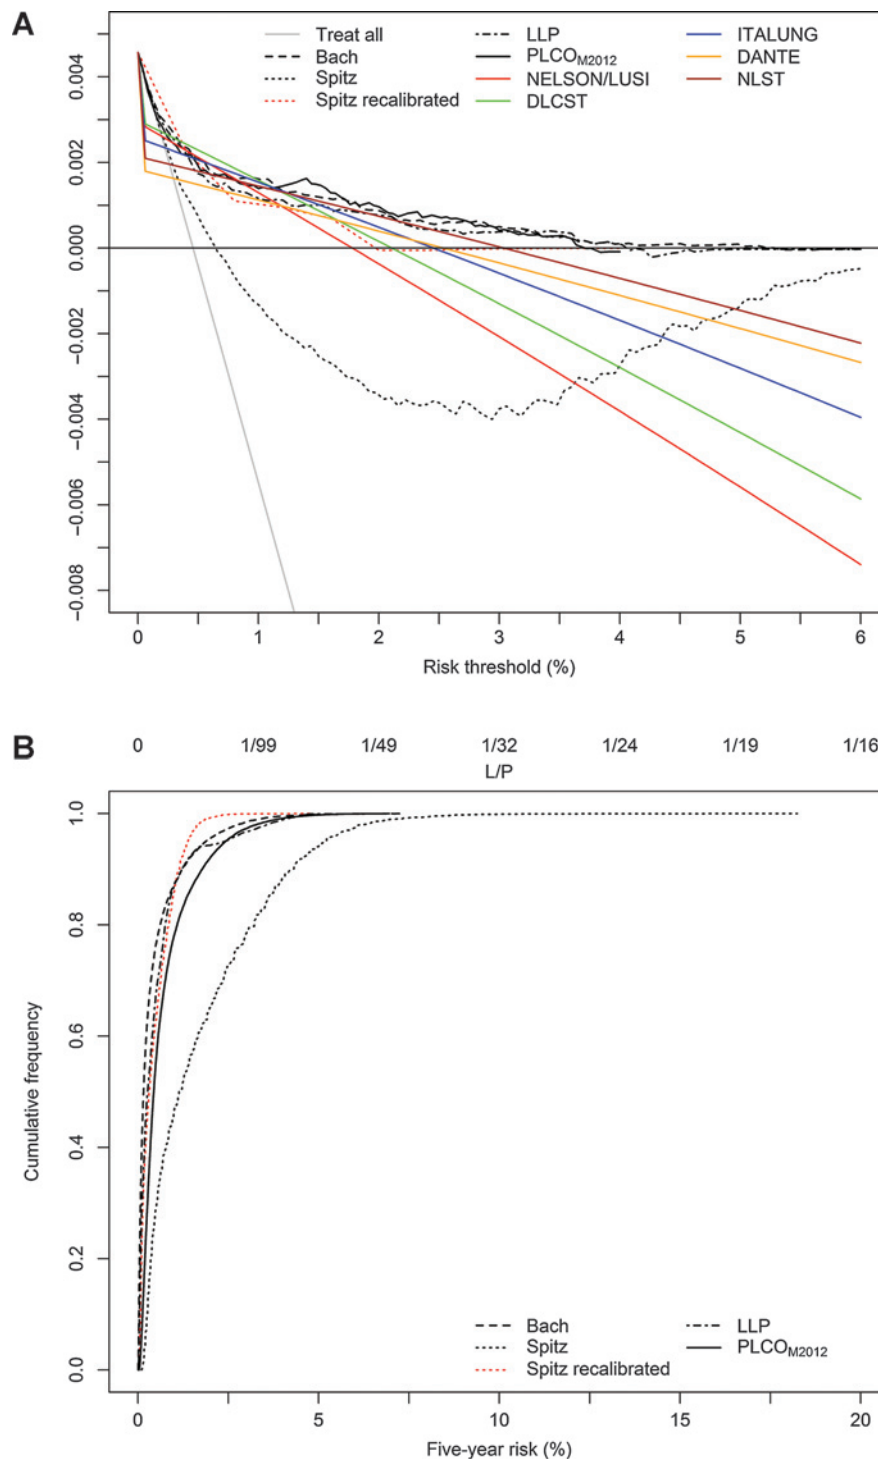 A
Treat all
Bach
Spitz
Spitz recalibrated
LLP
PLCOM2012
NELSON/LUSI
DLCST
ITALUNG
DANTE
NLST
0.004
0.002
0.000
−0.002
−0.004
−0.006
−0.008
0 1 2 3 4 5 6
Risk threshold (%)
B
0 1/99 1/49 1/32 1/24 1/19 1/16
L/P
1.0
0.8
0.6
0.4
0.2
0.0
Cumulative frequency
Bach
Spitz
Spitz recalibrated
LLP
PLCOM2012
0 5 10 15 20
Five-year risk (%)